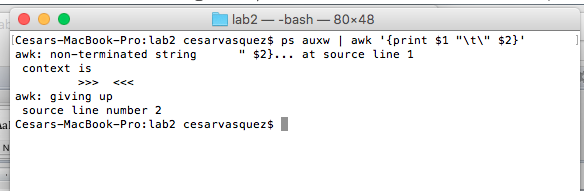 lab2 — -bash — 80×48
[Cesars-MacBook-Pro:lab2 cesarvasquez$ ps auxw | awk '{print $1 "\t\" $2}' ]
awk: non-terminated string      " $2}... at source line 1
 context is
        >>>  <<<
awk: giving up
 source line number 2
Cesars-MacBook-Pro:lab2 cesarvasquez$